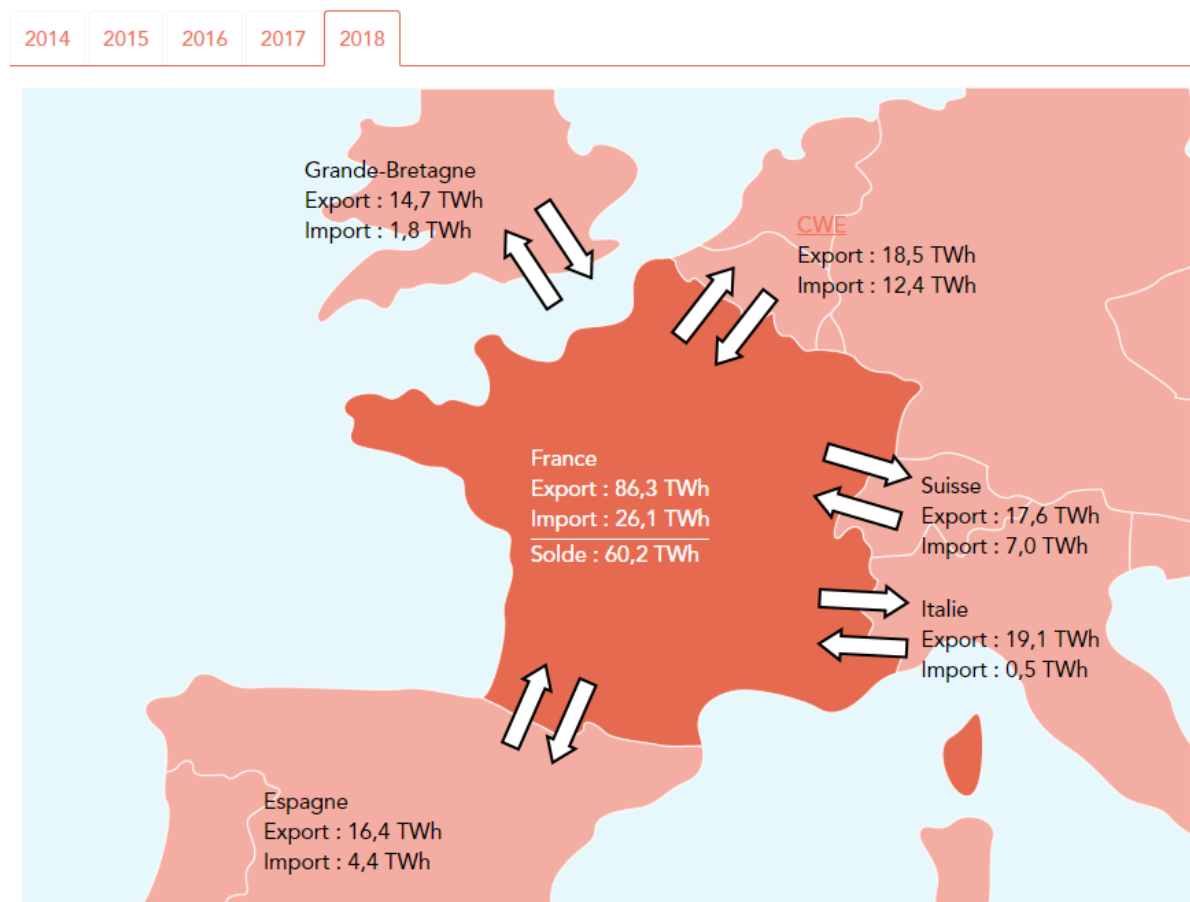 2014 2015 2016 2017 2018
Grande-Bretagne
Export : 14,7 TWh
Import : 1,8 TWh
CWE
Export : 18,5 TWh
Import : 12,4 TWh
France
Export : 86,3 TWh
Import : 26,1 TWh
Solde : 60,2 TWh
Suisse
Export : 17,6 TWh
Import : 7,0 TWh
Italie
Export : 19,1 TWh
Import : 0,5 TWh
Espagne
Export : 16,4 TWh
Import : 4,4 TWh